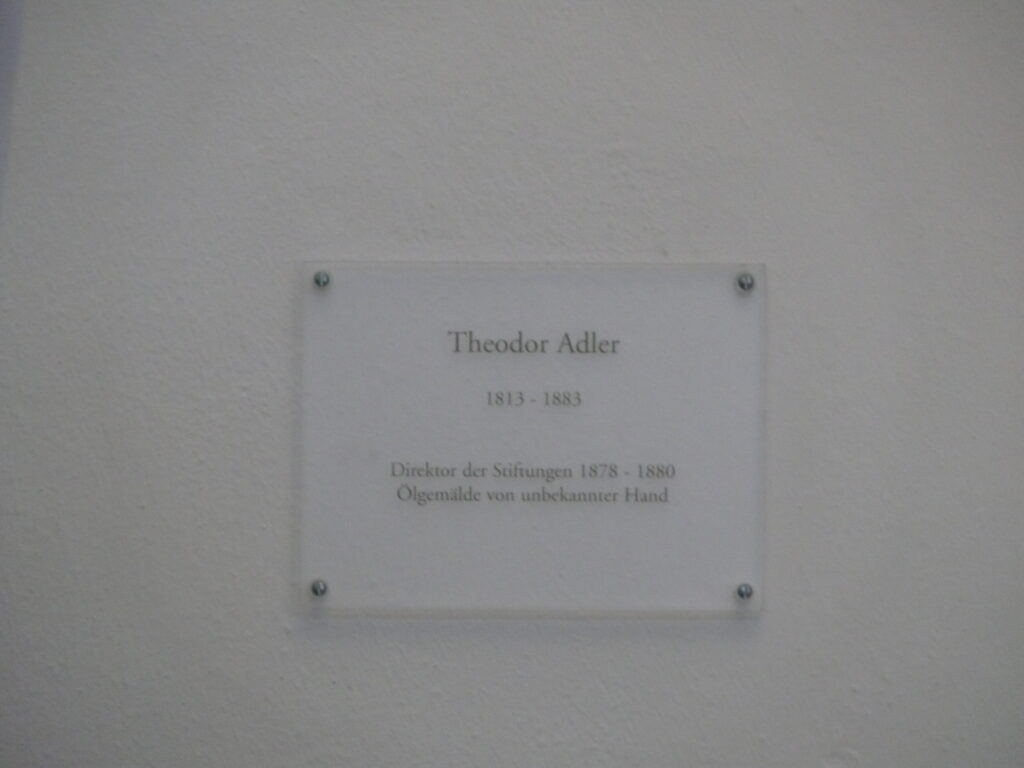 Theodor Adler
1813 - 1883
Direktor der Stiftungen 1878 - 1880
Ölgemälde von unbekannter Hand